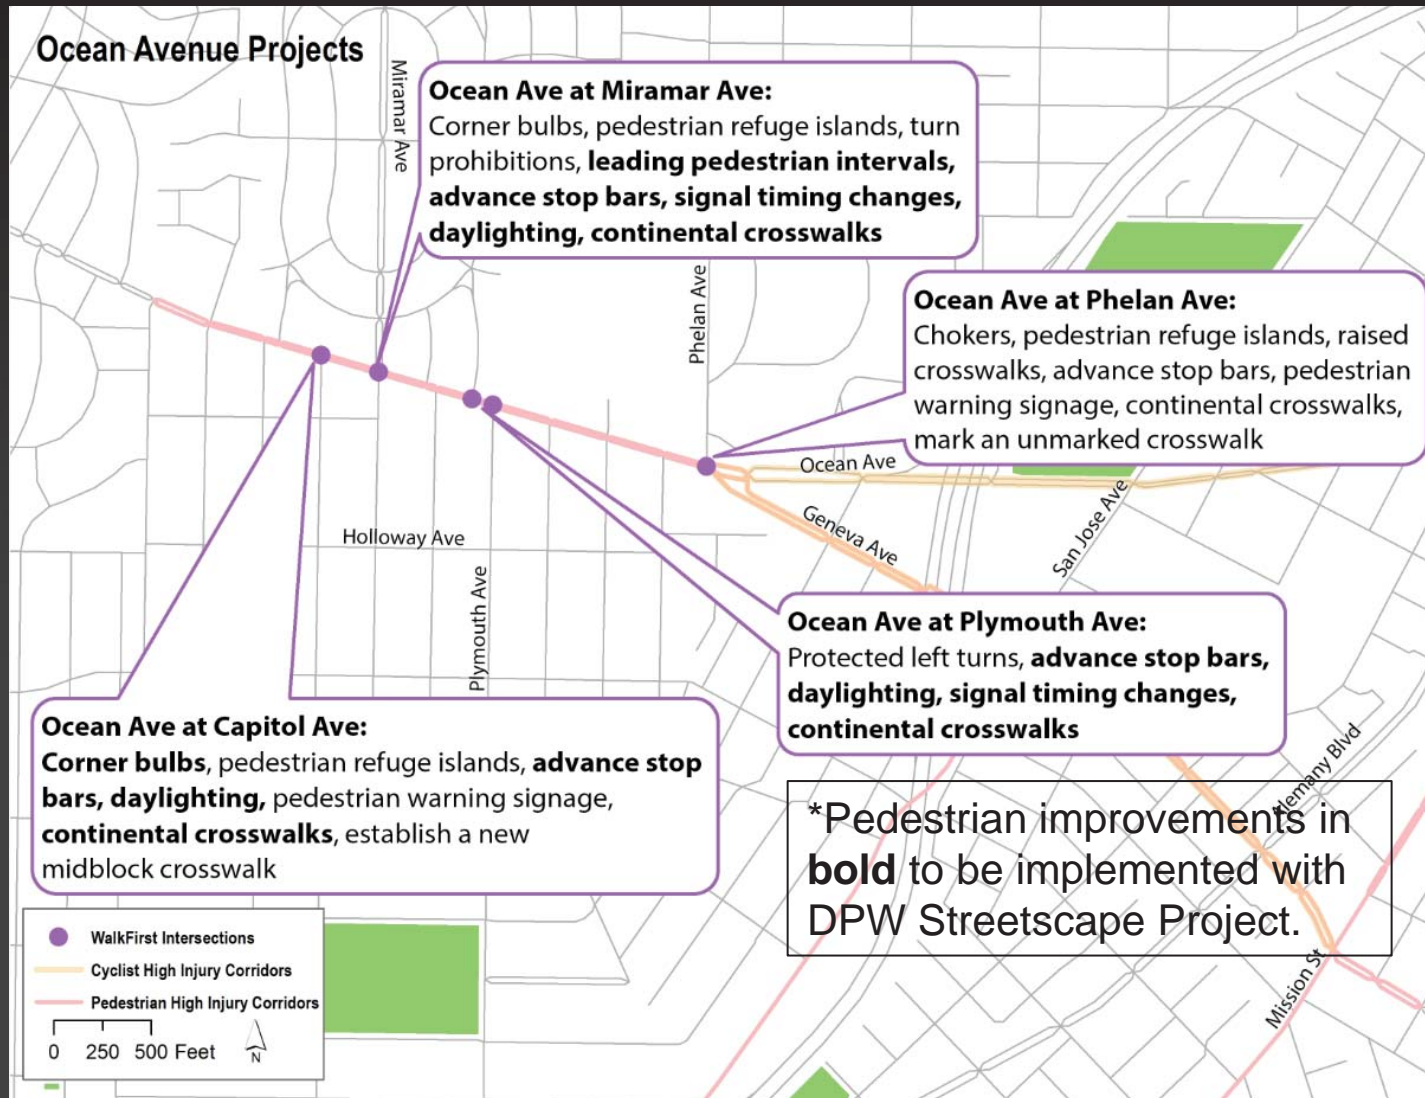 Ocean Avenue Projects
Miramar Ave
Ocean Ave at Miramar Ave:
Corner bulbs, pedestrian refuge islands, turn
prohibitions, leading pedestrian intervals,
advance stop bars, signal timing changes,
daylighting, continental crosswalks
Phelan Ave
Ocean Ave at Phelan Ave:
Chokers, pedestrian refuge islands, raised
crosswalks, advance stop bars, pedestrian
warning signage, continental crosswalks,
mark an unmarked crosswalk
Ocean Ave
Geneva Ave
San Jose Ave
Holloway Ave
Plymouth Ave
Ocean Ave at Plymouth Ave:
Protected left turns, advance stop bars,
daylighting, signal timing changes,
continental crosswalks
Ocean Ave at Capitol Ave:
Corner bulbs, pedestrian refuge islands, advance stop
bars, daylighting, pedestrian warning signage,
continental crosswalks, establish a new
midblock crosswalk
Alemany Blvd
*Pedestrian improvements in
bold to be implemented with
DPW Streetscape Project.
Mission St
WalkFirst Intersections
Cyclist High Injury Corridors
Pedestrian High Injury Corridors
0 250 500 Feet
N